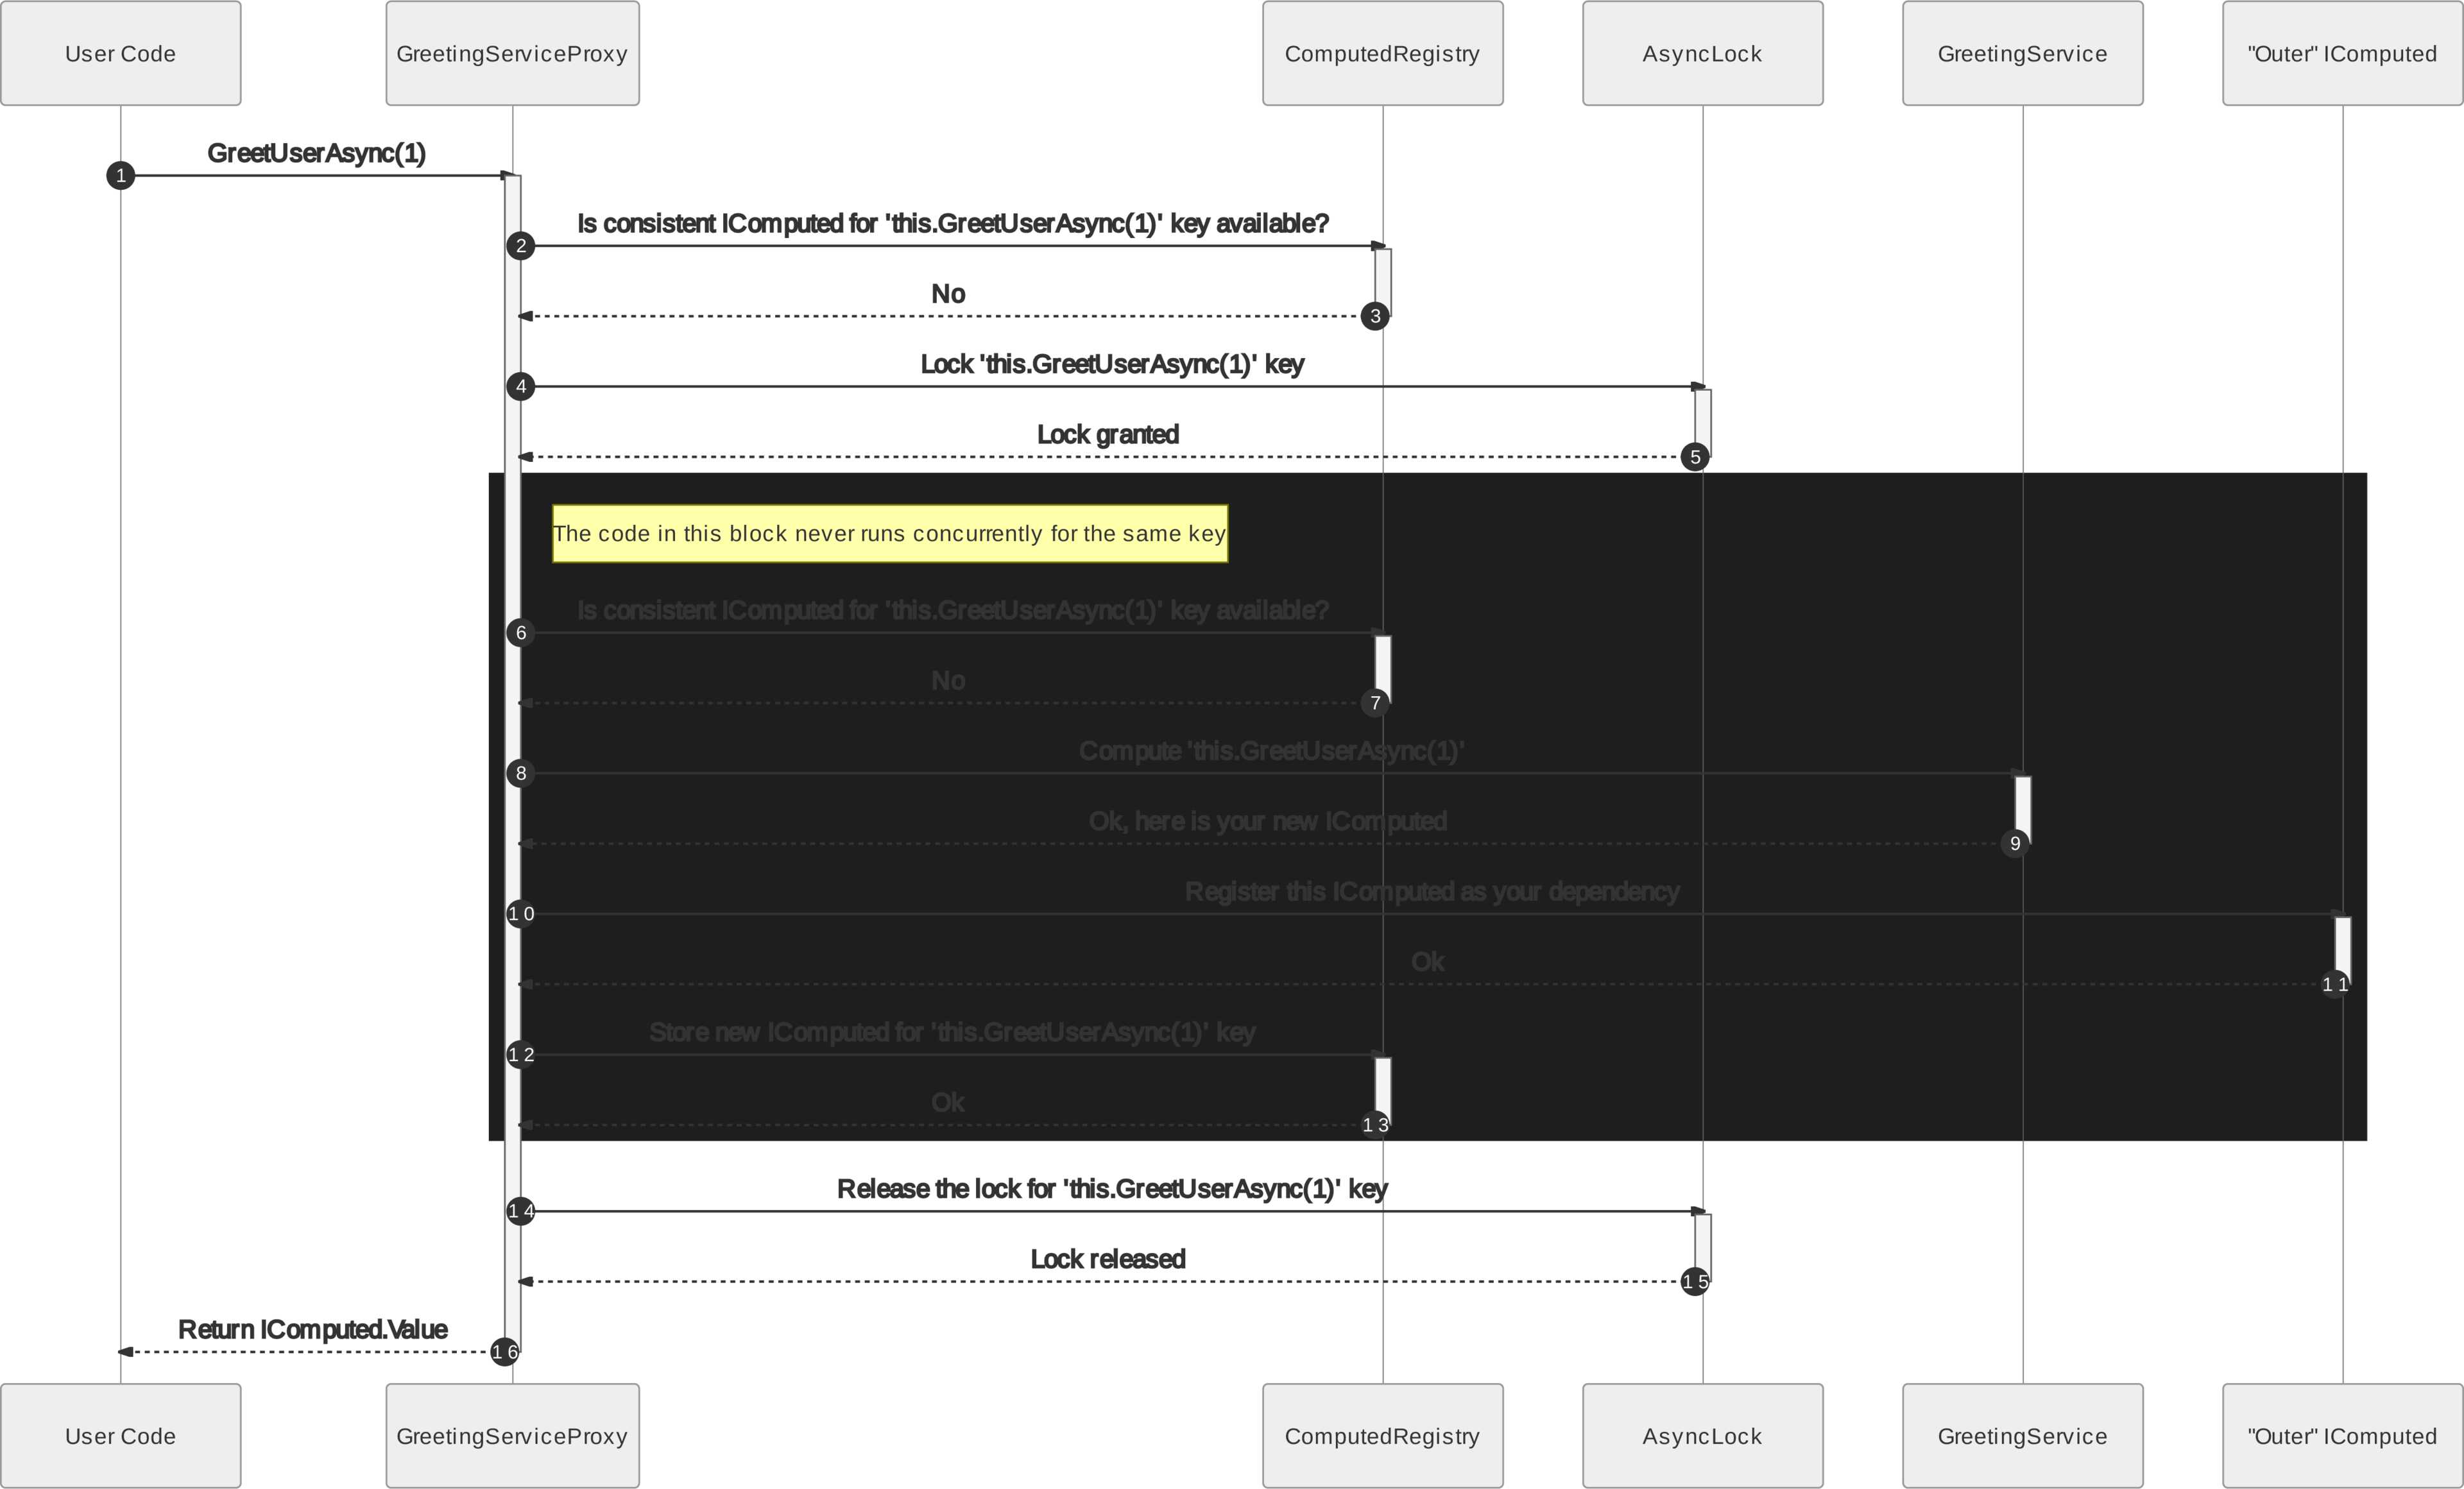 User Code
GreetingServiceProxy
ComputedRegistry
AsyncLock
GreetingService
"Outer" IComputed
GreetUserAsync(1)
1
Is consistent IComputed for 'this.GreetUserAsync(1)' key available?
2
No
3
Lock 'this.GreetUserAsync(1)' key
4
Lock granted
5
The code in this block never runs concurrently for the same key
Is consistent IComputed for 'this.GreetUserAsync(1)' key available?
6
No
7
Compute 'this.GreetUserAsync(1)'
8
Ok, here is your new IComputed
9
Register this IComputed as your dependency
10
Ok
11
Store new IComputed for 'this.GreetUserAsync(1)' key
12
Ok
13
Release the lock for 'this.GreetUserAsync(1)' key
14
Lock released
15
Return IComputed.Value
16
User Code
GreetingServiceProxy
ComputedRegistry
AsyncLock
GreetingService
"Outer" IComputed